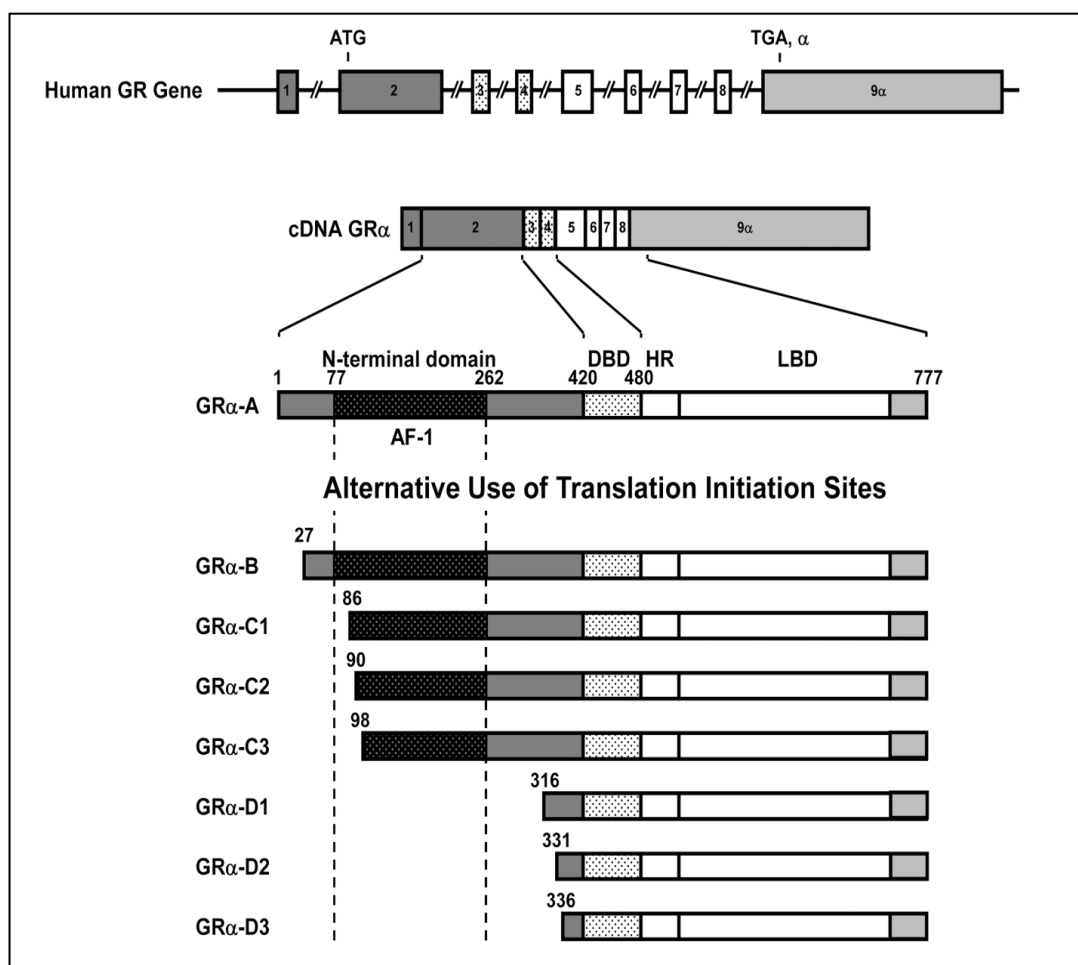 ATG TGA, α
Human GR Gene 1 2 3 4 5 6 7 8 9α
cDNA GRα 1 2 3 4 5 6 7 8 9α
N-terminal domain DBD HR LBD
1 77 262 420 480 777
GRα-A
AF-1
Alternative Use of Translation Initiation Sites
27
GRα-B
86
GRα-C1
90
GRα-C2
98
GRα-C3
316
GRα-D1
331
GRα-D2
336
GRα-D3